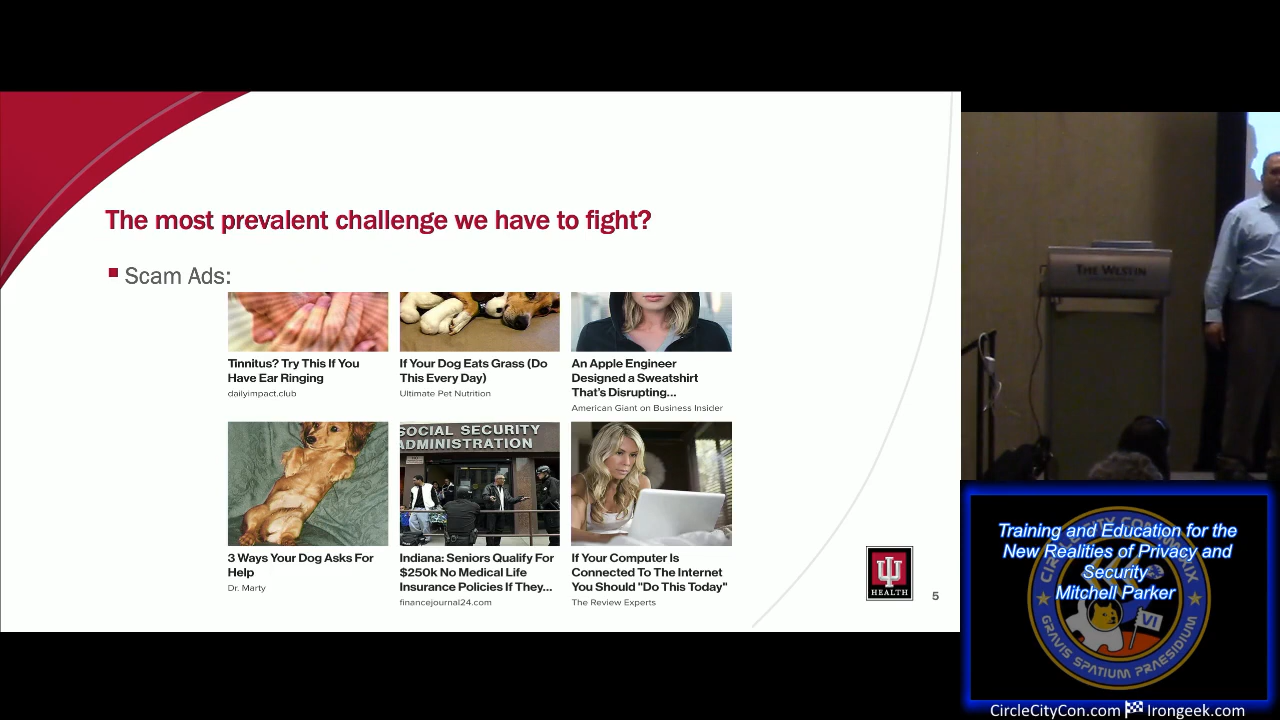 The most prevalent challenge we have to fight?
Scam Ads:
Tinnitus? Try This If You
Have Ear Ringing
dailyimpact.club
If Your Dog Eats Grass (Do
This Every Day)
Ultimate Pet Nutrition
An Apple Engineer
Designed a Sweatshirt
That's Disrupting...
American Giant on Business Insider
SOCIAL SECURITY
ADMINISTRATION
3 Ways Your Dog Asks For
Help
Dr. Marty
Indiana: Seniors Qualify For
$250k No Medical Life
Insurance Policies If They...
financejournal24.com
If Your Computer Is
Connected To The Internet
You Should "Do This Today"
The Review Experts
HEALTH
5
THE WESTIN
Training and Education for the
New Realities of Privacy and
Security
Mitchell Parker
VI
GRAVIS SPATIUM PRAESIDIUM
CircleCityCon.com
Irongeek.com